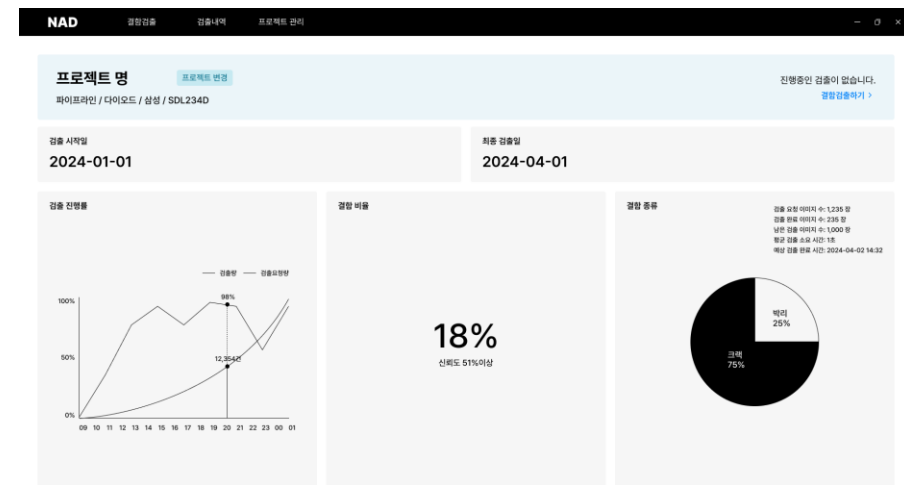 NAD
결함검출
검출내역
프로젝트 관리
프로젝트 명
프로젝트 변경
파이프라인 / 다이오드 / 삼성 / SDL234D
진행중인 검출이 없습니다.
결함검출하기 >
검출 시작일
2024-01-01
최종 검출일
2024-04-01
검출 진행률
검출량
검출요청량
100%
98%
50%
12,354건
0%
09 10 11 12 13 14 15 16 17 18 19 20 21 22 23 00 01
결함 비율
18%
신뢰도 51%이상
결함 종류
검출 요청 이미지 수: 1,235 장
검출 완료 이미지 수: 235 장
남은 검출 이미지 수: 1,000 장
평균 검출 소요 시간: 1초
예상 검출 완료 시간: 2024-04-02 14:32
박리
25%
크랙
75%